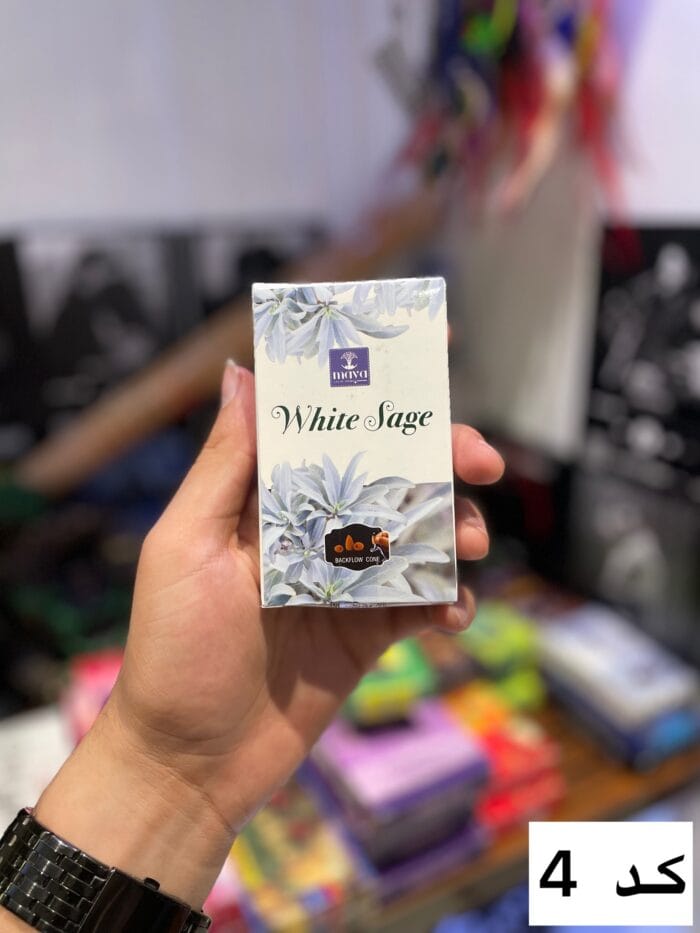 maya
White Sage
BACKFLOW CONE
کد 4